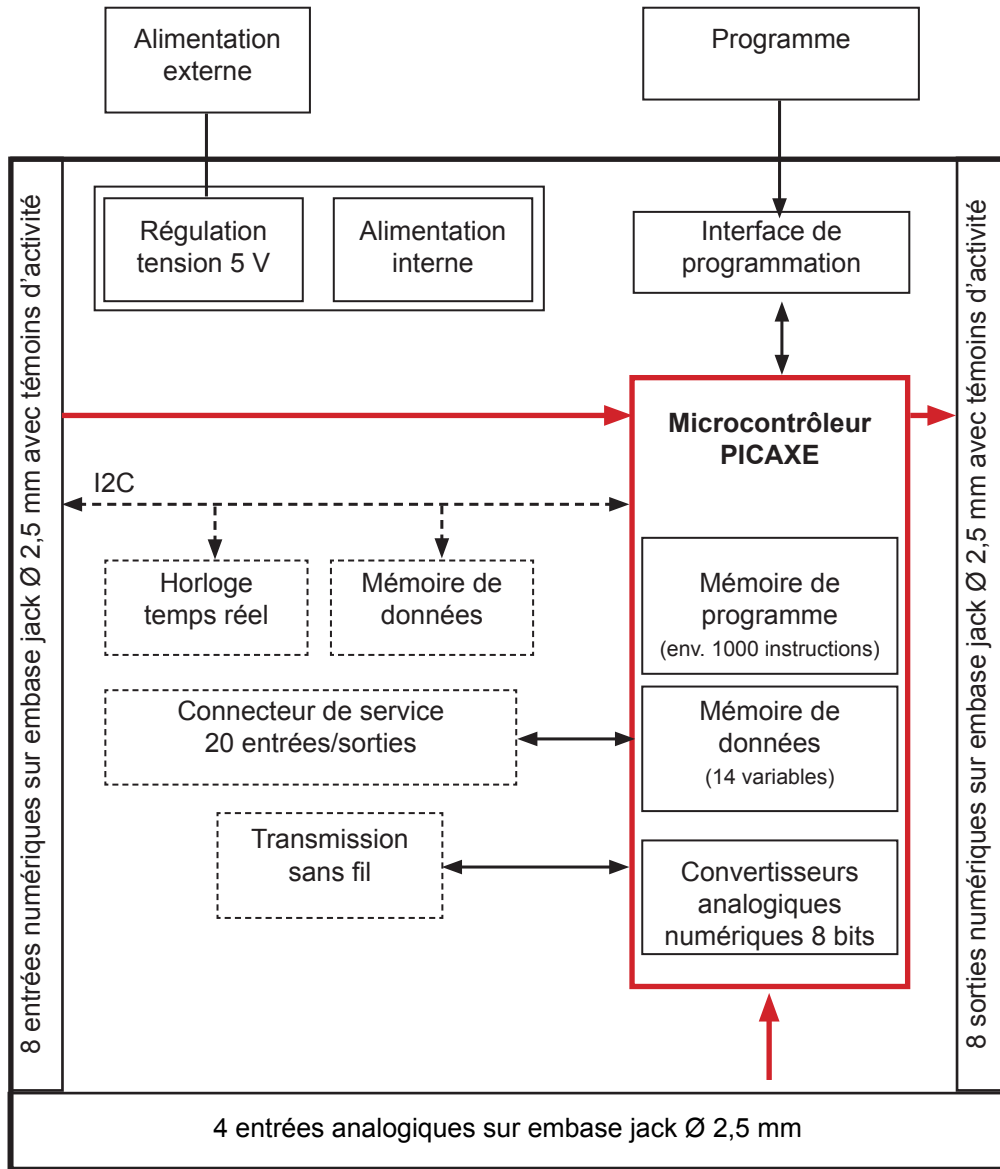 Alimentation
externe
Programme
8 entrées numériques sur embase jack Ø 2,5 mm avec témoins d’activité
Régulation
tension 5 V
Alimentation
interne
Interface de
programmation
8 sorties numériques sur embase jack Ø 2,5 mm avec témoins d’activité
Microcontrôleur
PICAXE
I2C
Horloge
temps réel
Mémoire de
données
Mémoire de
programme
(env. 1000 instructions)
Connecteur de service
20 entrées/sorties
Mémoire de
données
(14 variables)
Transmission
sans fil
Convertisseurs
analogiques
numériques 8 bits
4 entrées analogiques sur embase jack Ø 2,5 mm